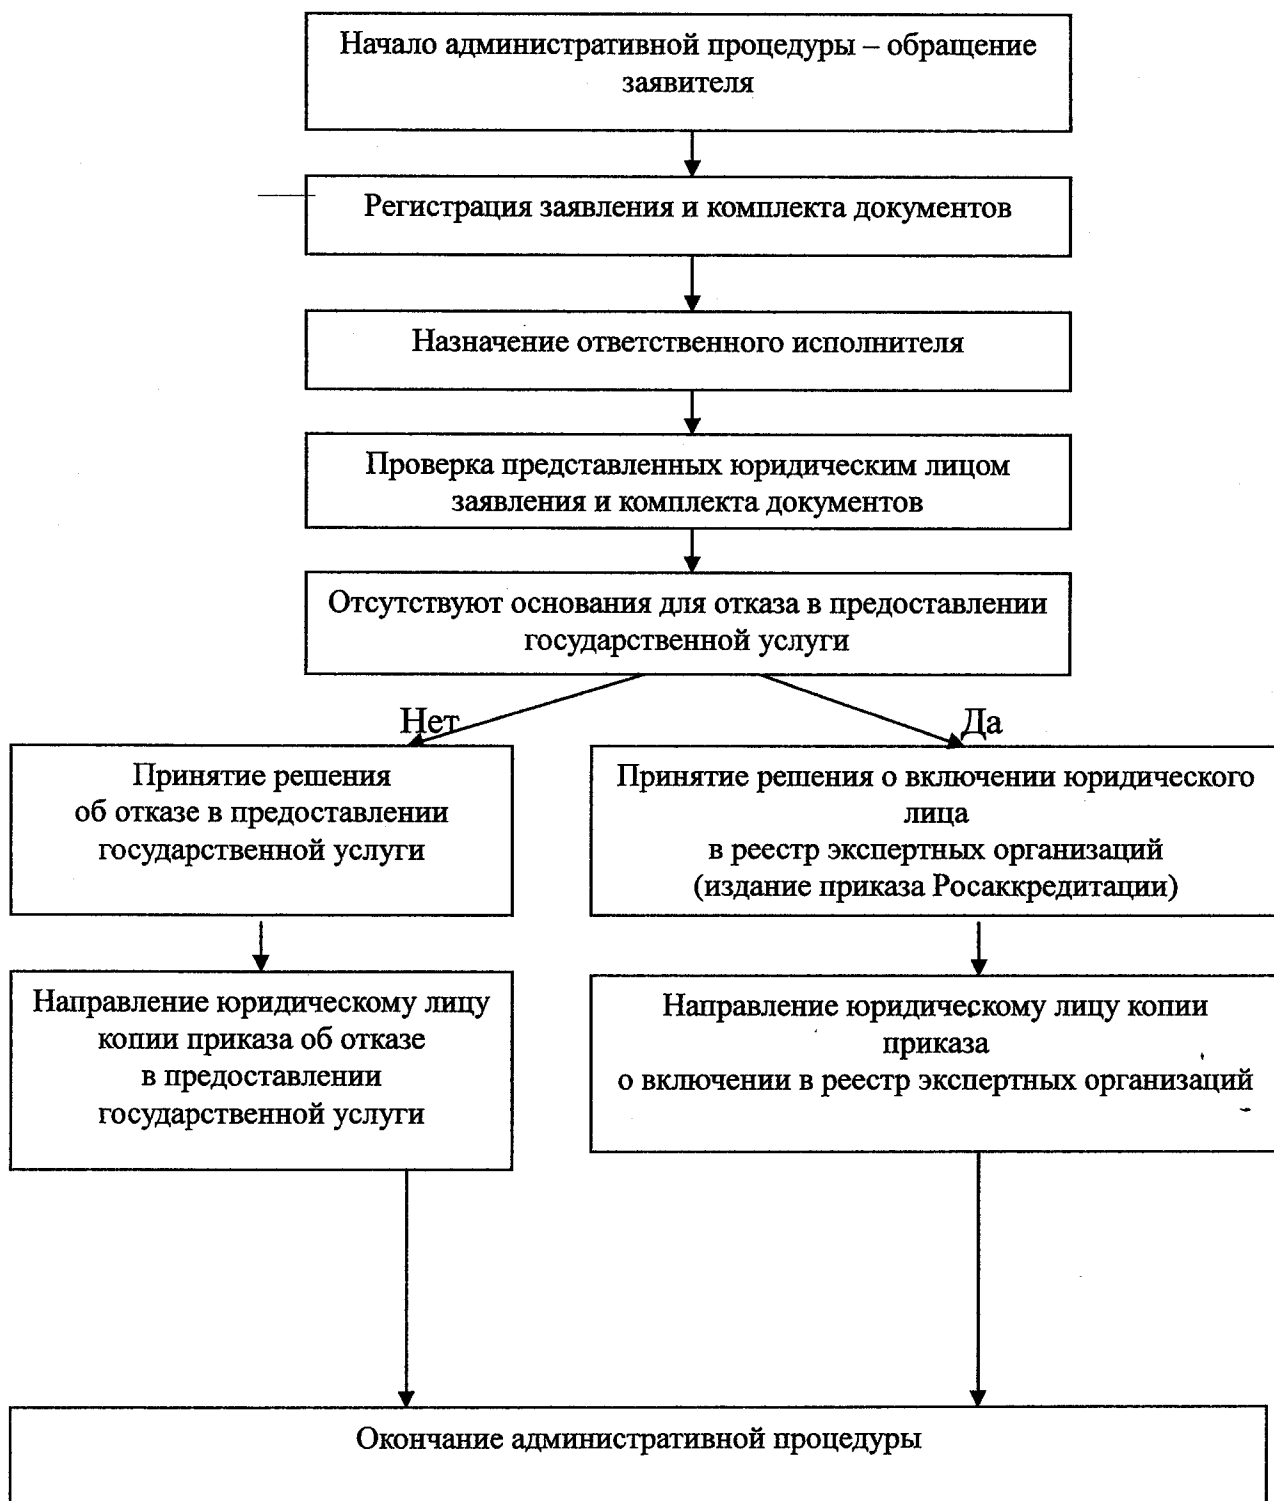 Начало административной процедуры – обращение
заявителя
Регистрация заявления и комплекта документов
Назначение ответственного исполнителя
Проверка представленных юридическим лицом
заявления и комплекта документов
Отсутствуют основания для отказа в предоставлении
государственной услуги
Нет
Да
Принятие решения
об отказе в предоставлении
государственной услуги
Принятие решения о включении юридического
лица
в реестр экспертных организаций
(издание приказа Росаккредитации)
Направление юридическому лицу
копии приказа об отказе
в предоставлении
государственной услуги
Направление юридическому лицу копии
приказа
о включении в реестр экспертных организаций
Окончание административной процедуры